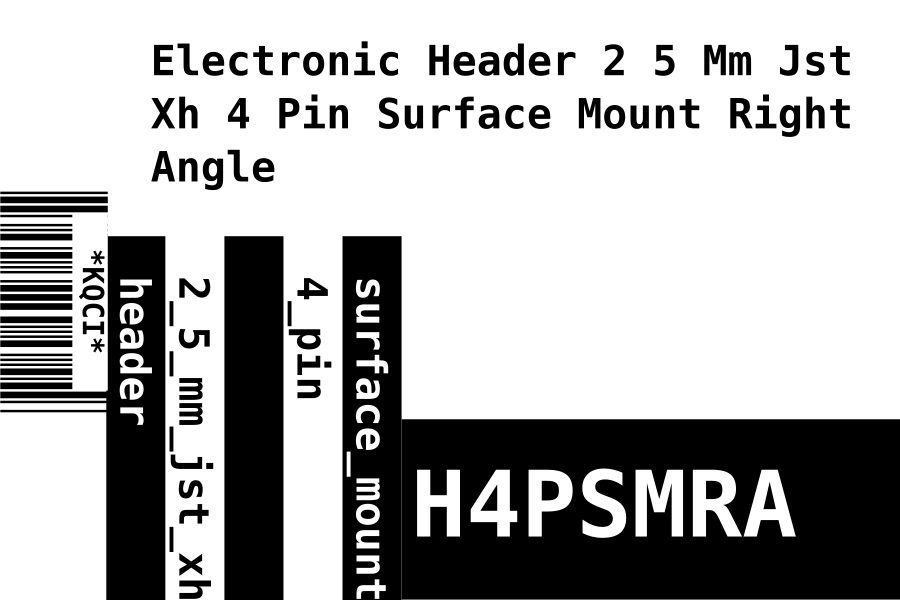 Electronic Header 2 5 Mm Jst
Xh 4 Pin Surface Mount Right
Angle
*KQCI*
header
2_5_mm_jst_xh
4_pin
surface_mount
H4PSMRA